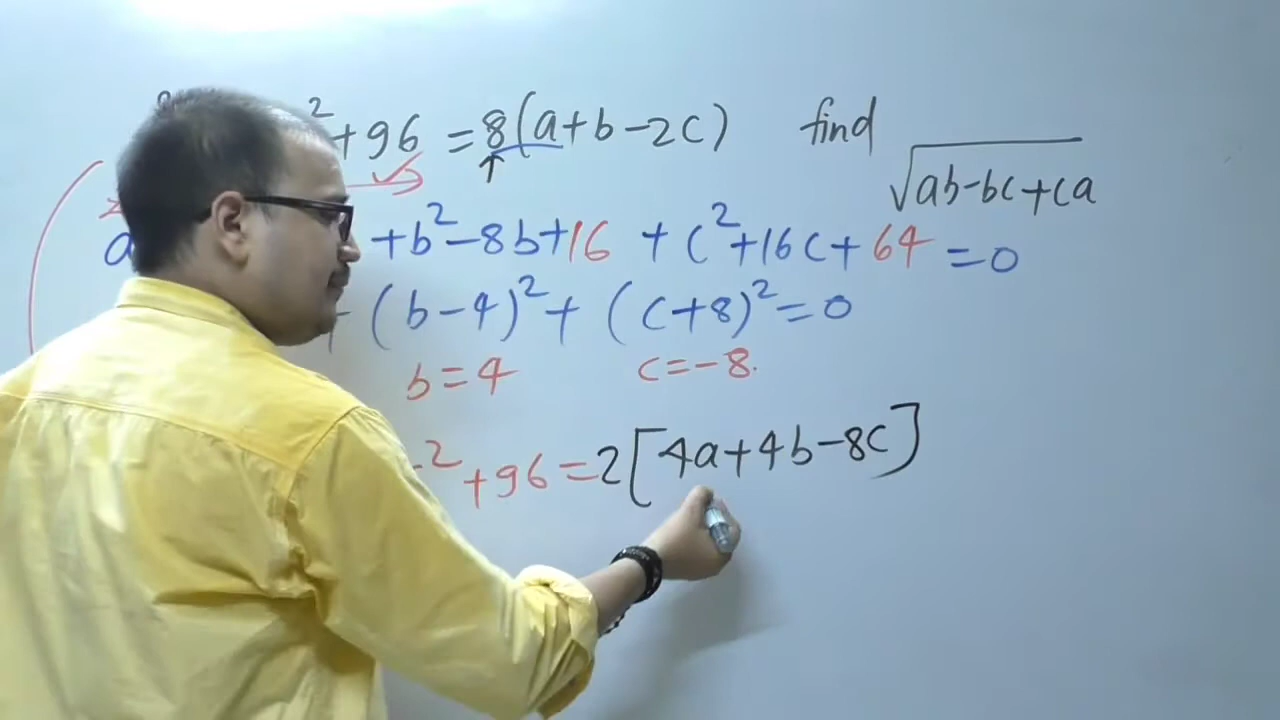 ² + 96 = 8(a+b-2c) find
√ab-bc+ca
a + b²-8b+16 + c²+16c+64 = 0
(b-4)² + (c+8)² = 0
b=4 c=-8.
² + 96 = 2[4a+4b-8c]